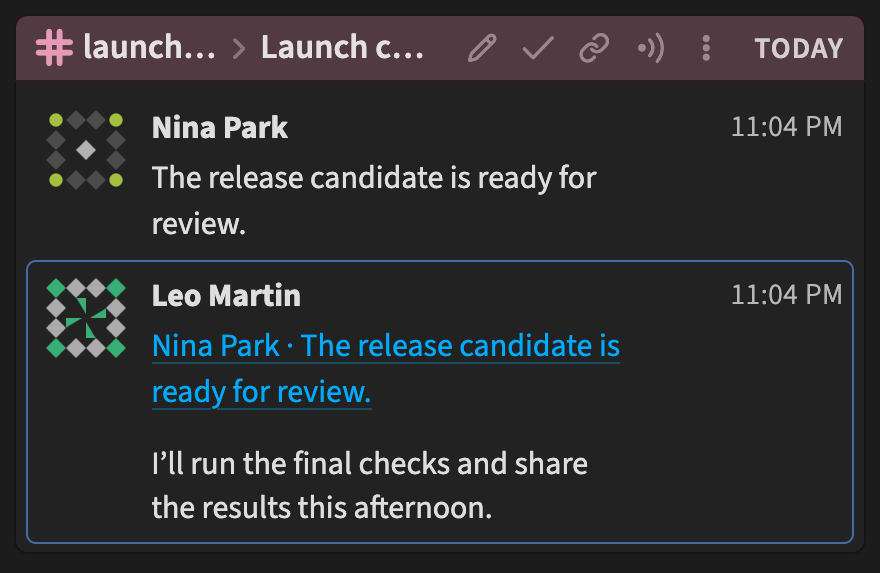 # launch… > Launch c… TODAY
Nina Park 11:04 PM
The release candidate is ready for
review.
Leo Martin 11:04 PM
Nina Park · The release candidate is
ready for review.
I’ll run the final checks and share
the results this afternoon.